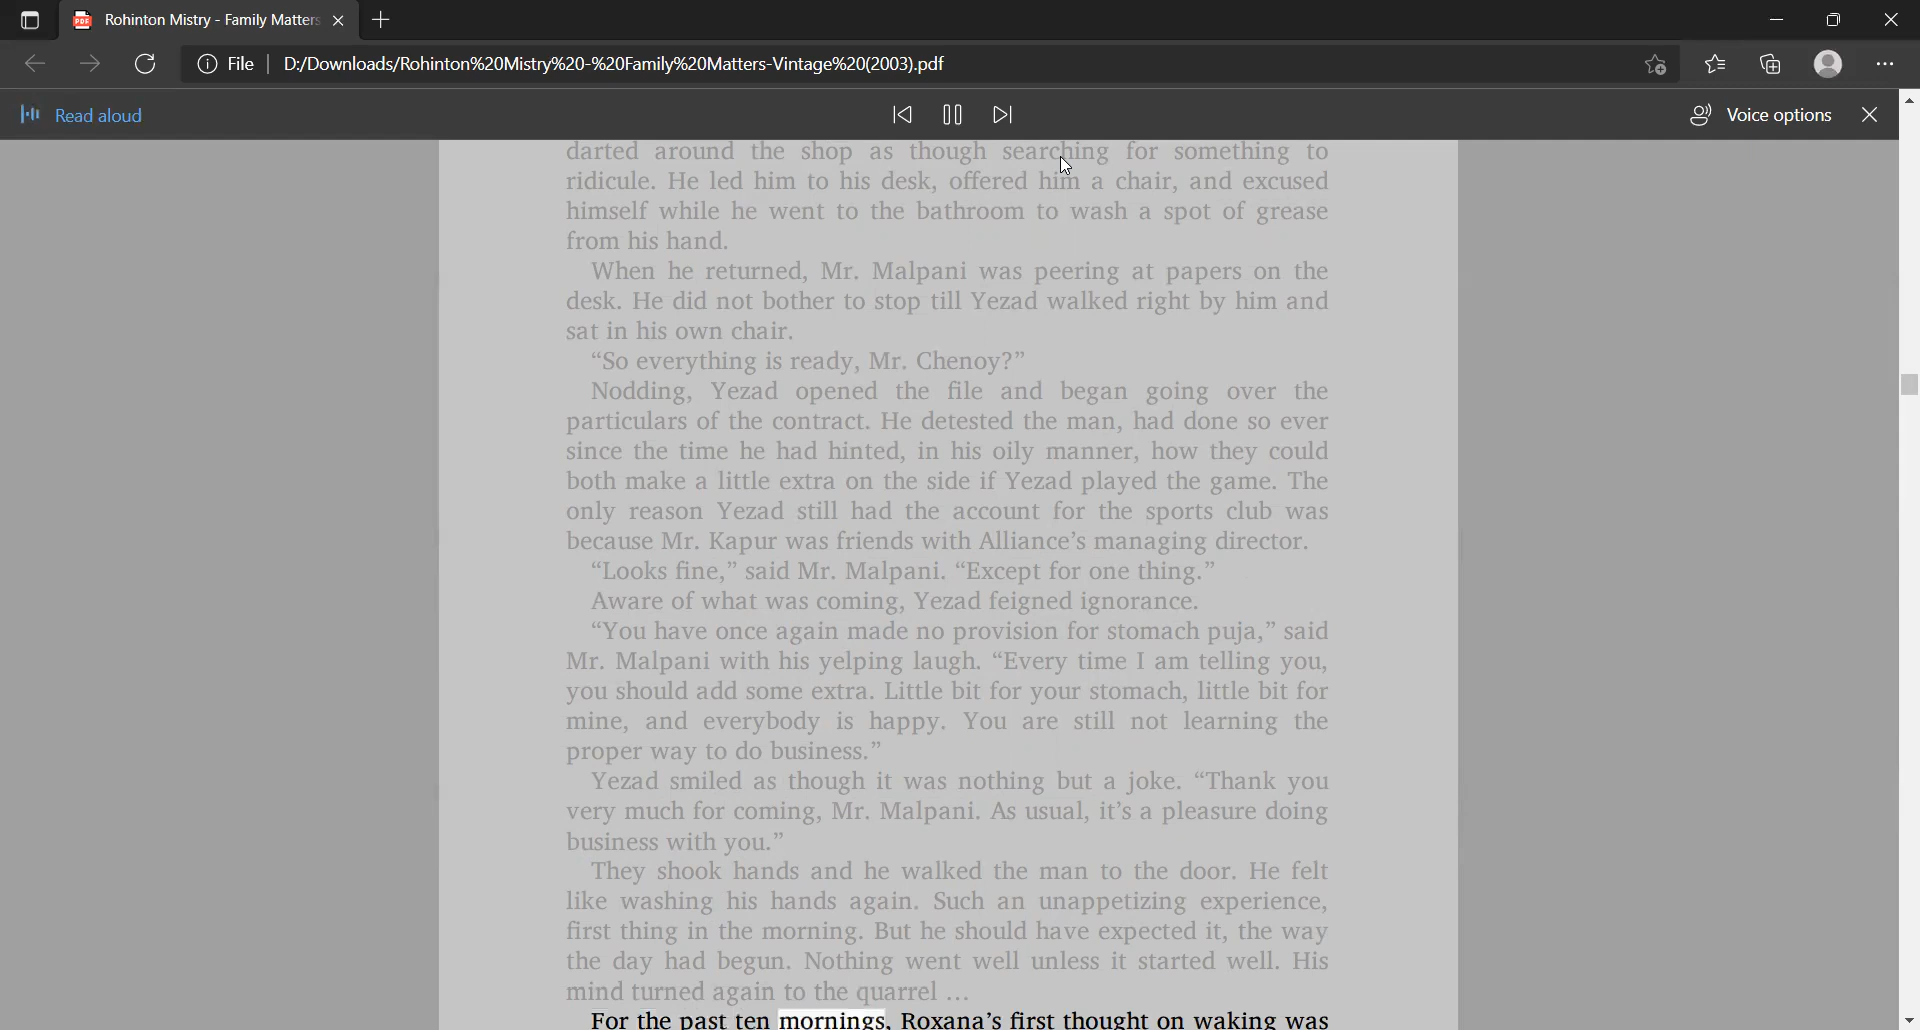 Rohinton Mistry - Family Matters
File
D:/Downloads/Rohinton%20Mistry%20-%20Family%20Matters-Vintage%20(2003).pdf
Read aloud
Voice options
darted around the shop as though searching for something to
ridicule. He led him to his desk, offered him a chair, and excused
himself while he went to the bathroom to wash a spot of grease
from his hand.
When he returned, Mr. Malpani was peering at papers on the
desk. He did not bother to stop till Yezad walked right by him and
sat in his own chair.
“So everything is ready, Mr. Chenoy?”
Nodding, Yezad opened the file and began going over the
particulars of the contract. He detested the man, had done so ever
since the time he had hinted, in his oily manner, how they could
both make a little extra on the side if Yezad played the game. The
only reason Yezad still had the account for the sports club was
because Mr. Kapur was friends with Alliance’s managing director.
“Looks fine,” said Mr. Malpani. “Except for one thing.”
Aware of what was coming, Yezad feigned ignorance.
“You have once again made no provision for stomach puja,” said
Mr. Malpani with his yelping laugh. “Every time I am telling you,
you should add some extra. Little bit for your stomach, little bit for
mine, and everybody is happy. You are still not learning the
proper way to do business.”
Yezad smiled as though it was nothing but a joke. “Thank you
very much for coming, Mr. Malpani. As usual, it’s a pleasure doing
business with you.”
They shook hands and he walked the man to the door. He felt
like washing his hands again. Such an unappetizing experience,
first thing in the morning. But he should have expected it, the way
the day had begun. Nothing went well unless it started well. His
mind turned again to the quarrel …
For the past ten mornings, Roxana’s first thought on waking was